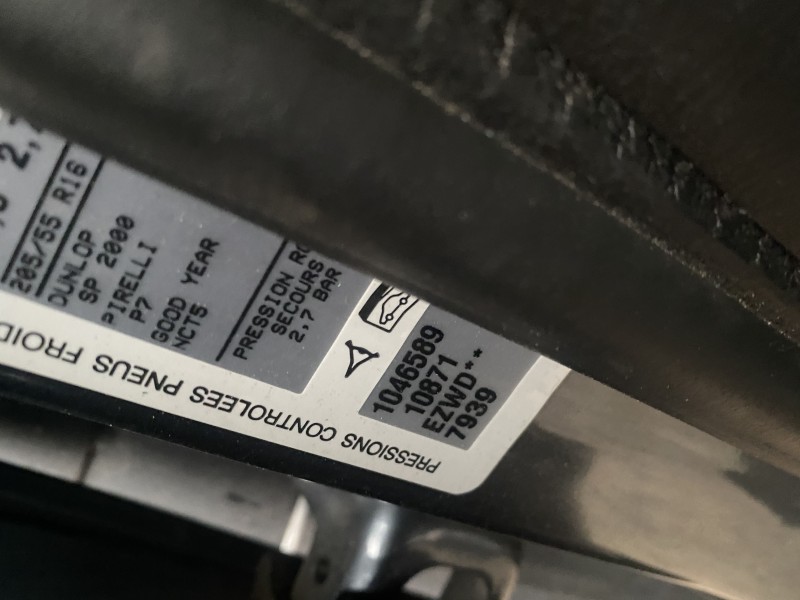 205/55 R16
DUNLOP
SP 2000
PIRELLI
P7
GOOD YEAR
NCT5
PRESSION
SECOURS
2,7 BAR
1046589
10871
EZWD**
7939
PRESSIONS CONTROLEES PNEUS